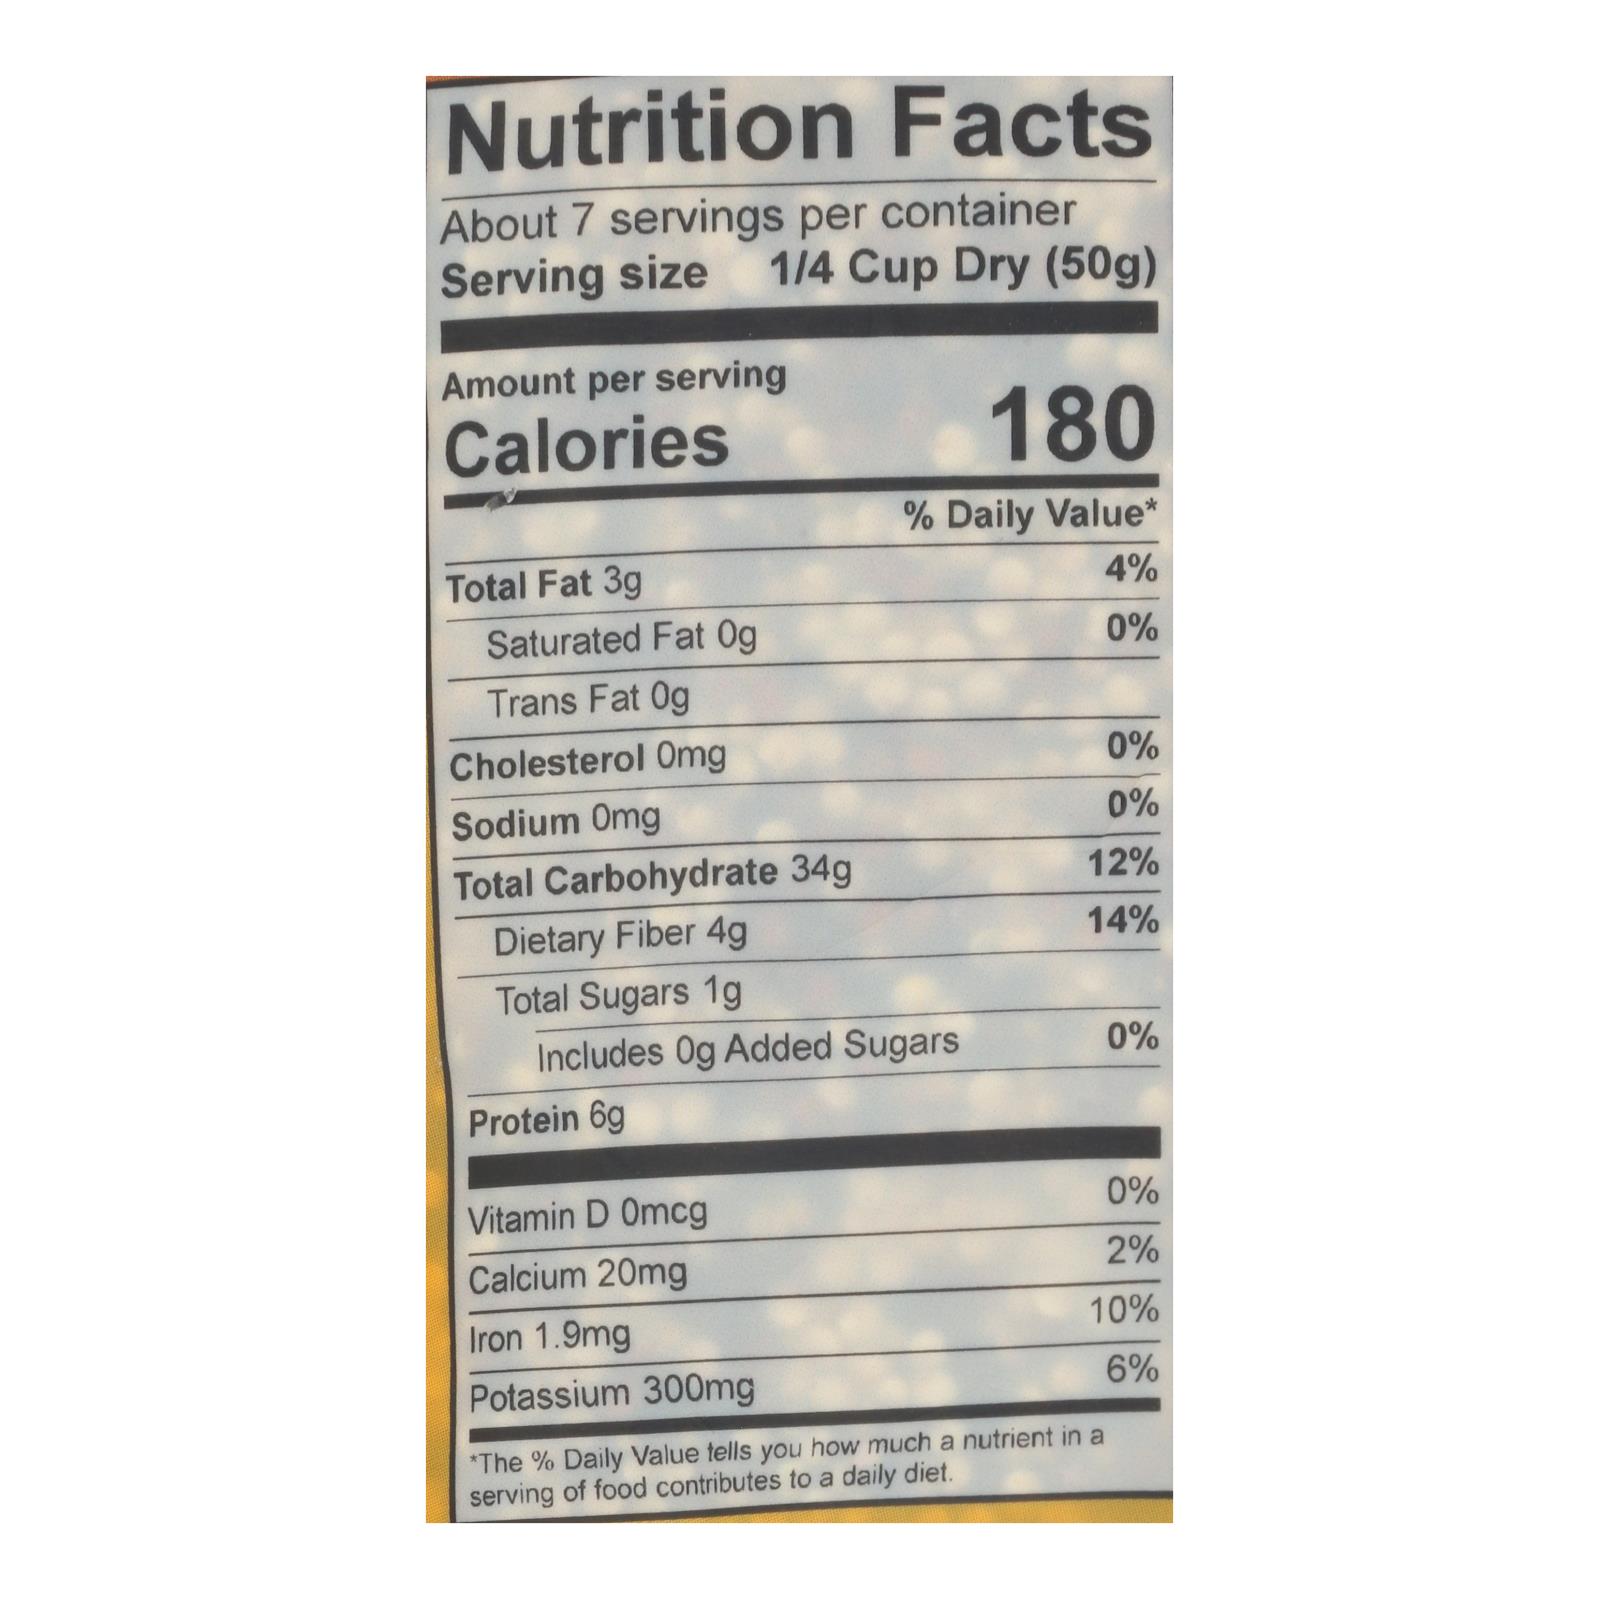 Nutrition Facts
About 7 servings per container
Serving size 1/4 Cup Dry (50g)
Amount per serving
Calories 180
% Daily Value*
Total Fat 3g 4%
Saturated Fat 0g 0%
Trans Fat 0g
Cholesterol 0mg 0%
Sodium 0mg 0%
Total Carbohydrate 34g 12%
Dietary Fiber 4g 14%
Total Sugars 1g
Includes 0g Added Sugars 0%
Protein 6g
Vitamin D 0mcg 0%
Calcium 20mg 2%
Iron 1.9mg 10%
Potassium 300mg 6%
*The % Daily Value tells you how much a nutrient in a
serving of food contributes to a daily diet.